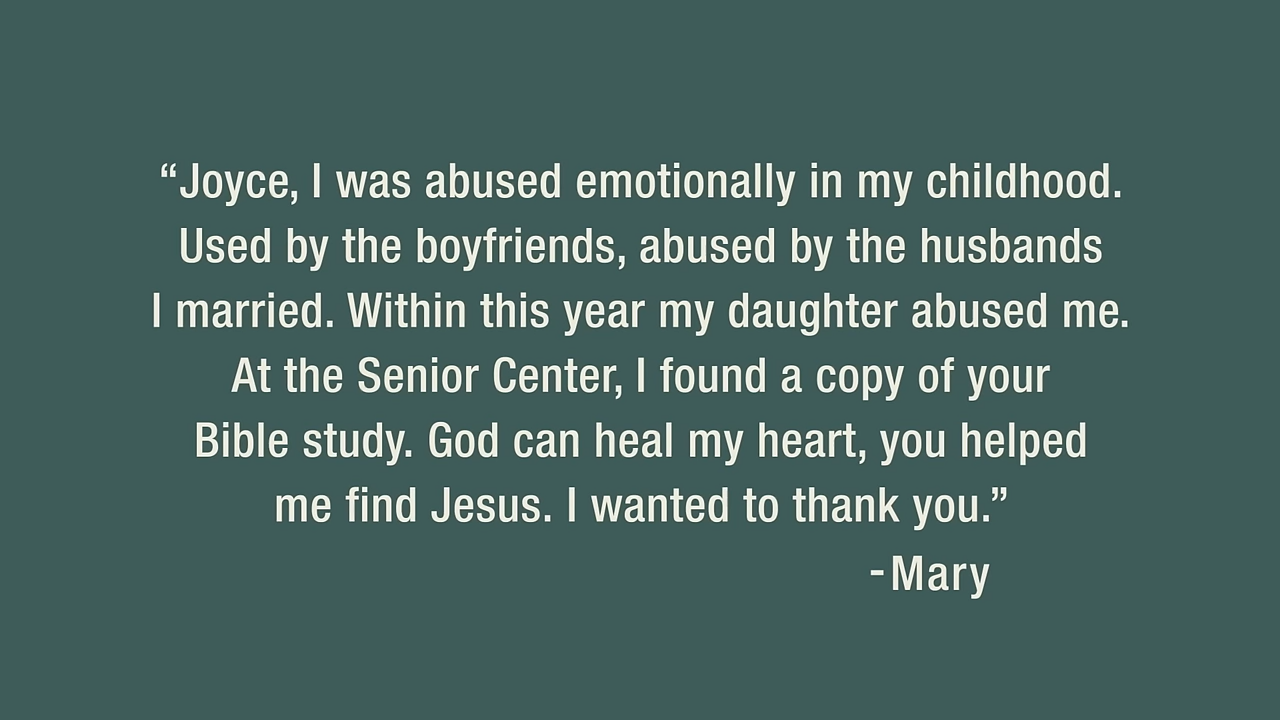 “Joyce, I was abused emotionally in my childhood.
Used by the boyfriends, abused by the husbands
I married. Within this year my daughter abused me.
At the Senior Center, I found a copy of your
Bible study. God can heal my heart, you helped
me find Jesus. I wanted to thank you.”
-Mary